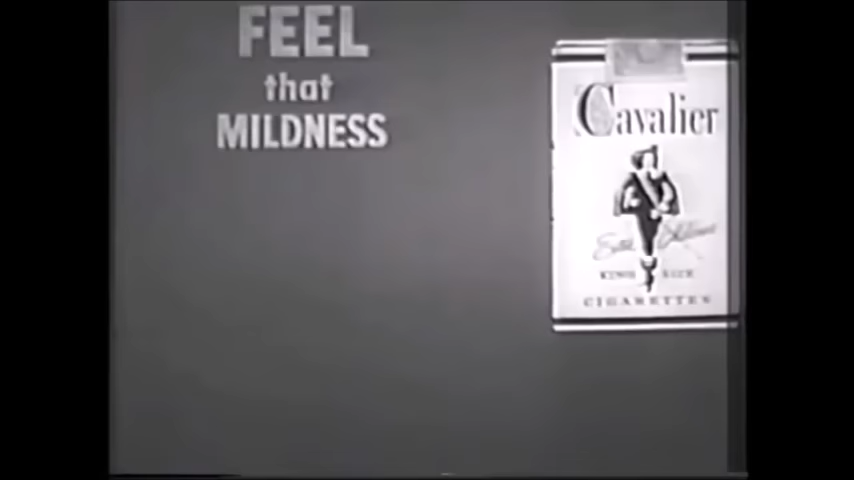 FEEL
that
MILDNESS
Cavalier
KING SIZE
CIGARETTES